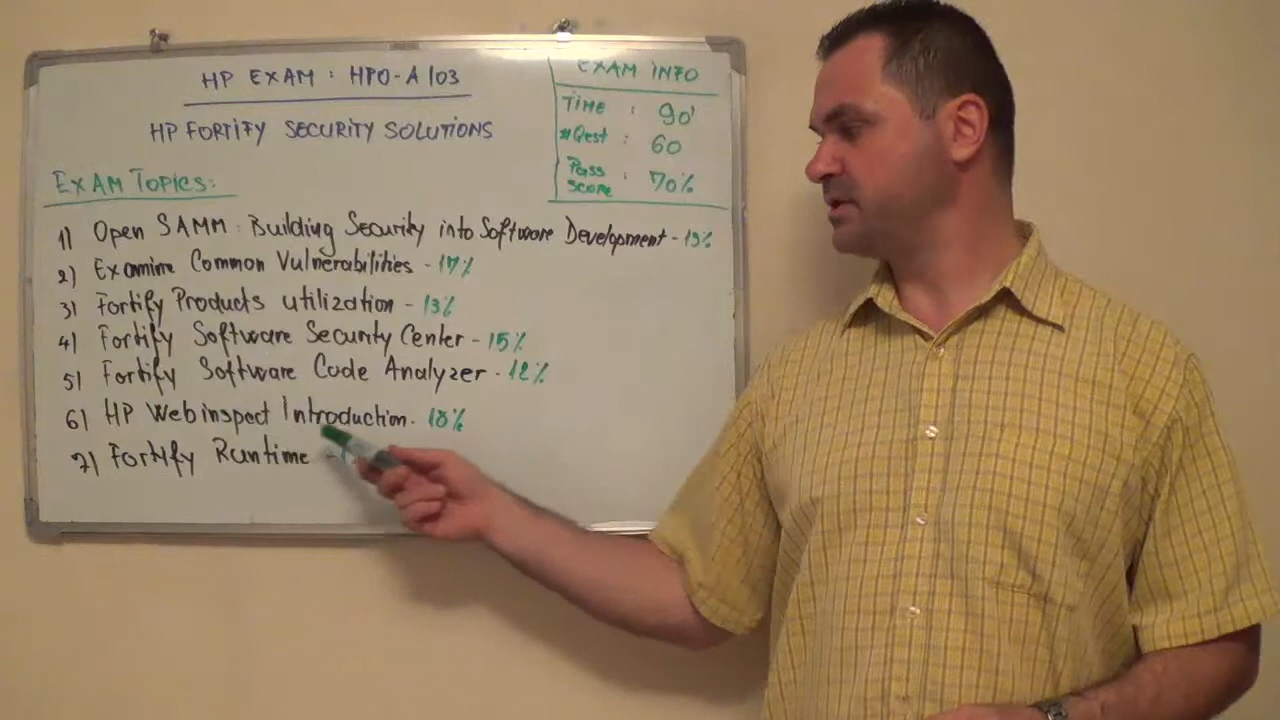 HP EXAM : HPO-A103
HP FORTIFY SECURITY SOLUTIONS
EXAM TOPICS:
1) Open SAMM : Building Security into Software Development -
2) Examine Common Vulnerabilities - 17%
3) Fortify Products utilization - 13%
4) Fortify Software Security Center - 15%
5) Fortify Software Code Analyzer - 12%
6) HP Webinspect Introduction - 18%
7) Fortify Runtime -
EXAM INFO
TIME : 90'
#Qest : 60
Pass
score : 70%